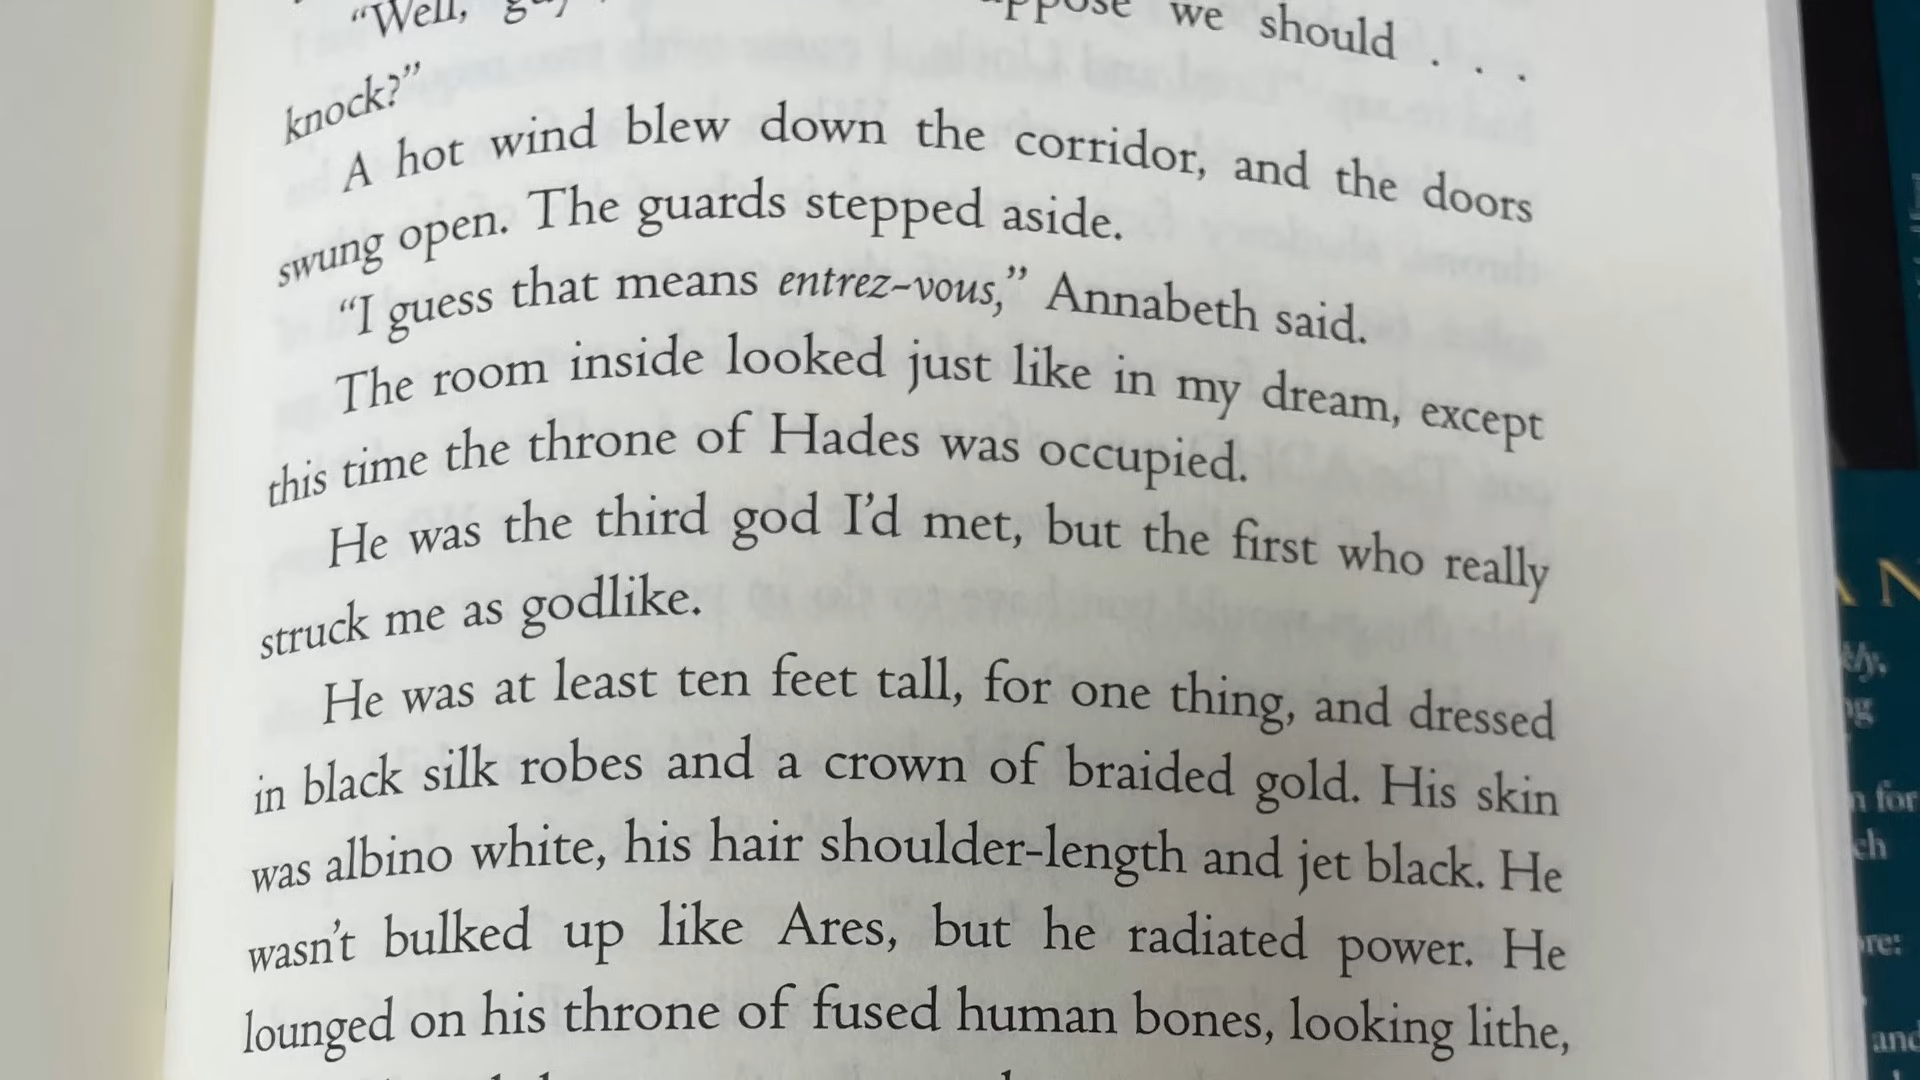 “Well, we should . . .
knock?”
A hot wind blew down the corridor, and the doors
swung open. The guards stepped aside.
“I guess that means entrez-vous,” Annabeth said.
The room inside looked just like in my dream, except
this time the throne of Hades was occupied.
He was the third god I’d met, but the first who really
struck me as godlike.
He was at least ten feet tall, for one thing, and dressed
in black silk robes and a crown of braided gold. His skin
was albino white, his hair shoulder-length and jet black. He
wasn’t bulked up like Ares, but he radiated power. He
lounged on his throne of fused human bones, looking lithe,
for
and